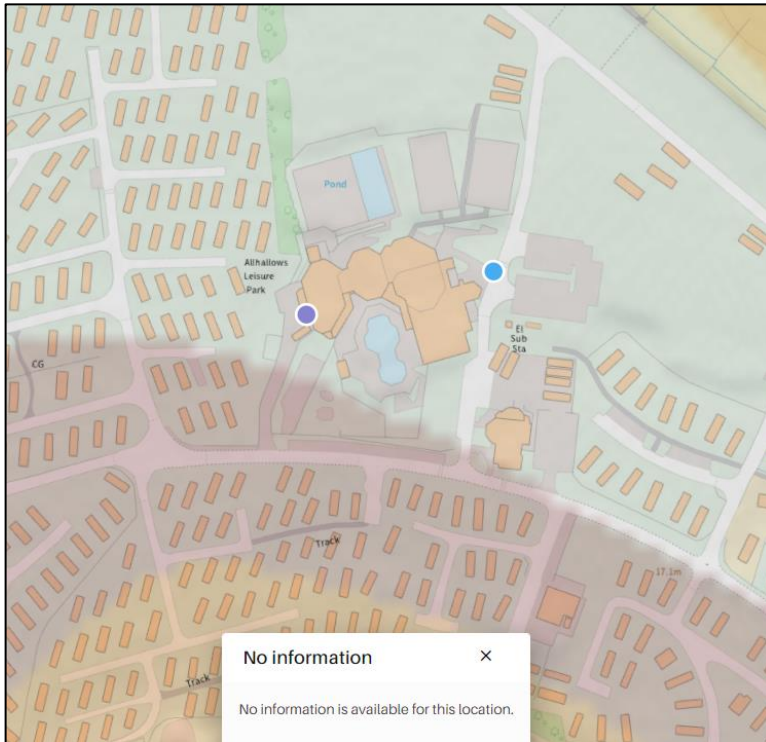 Pond
Allhallows
Leisure
Park
El
Sub
Sta
CG
Track
17.1m
Track
No information
×
No information is available for this location.